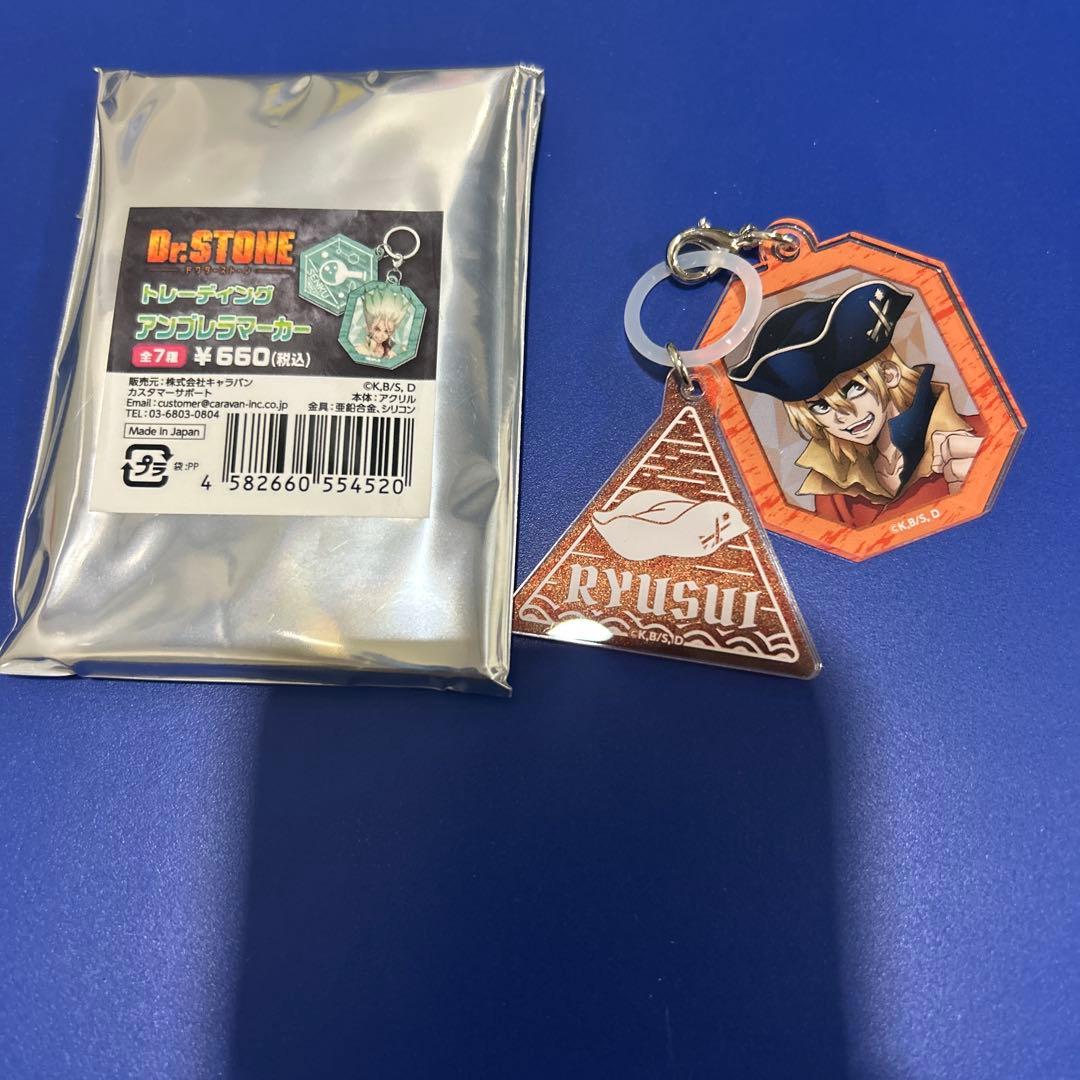 Dr.STONE
ドクターストーン
トレーディング
アンブレラマーカー
全7種 ¥660(税込)
販売元:株式会社キャラバン
カスタマーサポート
Email:customer@caravan-inc.co.jp
TEL:03-6803-0804
©K,B/S, D
本体:アクリル
金具:亜鉛合金、シリコン
Made in Japan
プラ 袋:PP
4 582660 554520
SENKU
RYUSUI
©K,B/S, D
©K,B/S, D